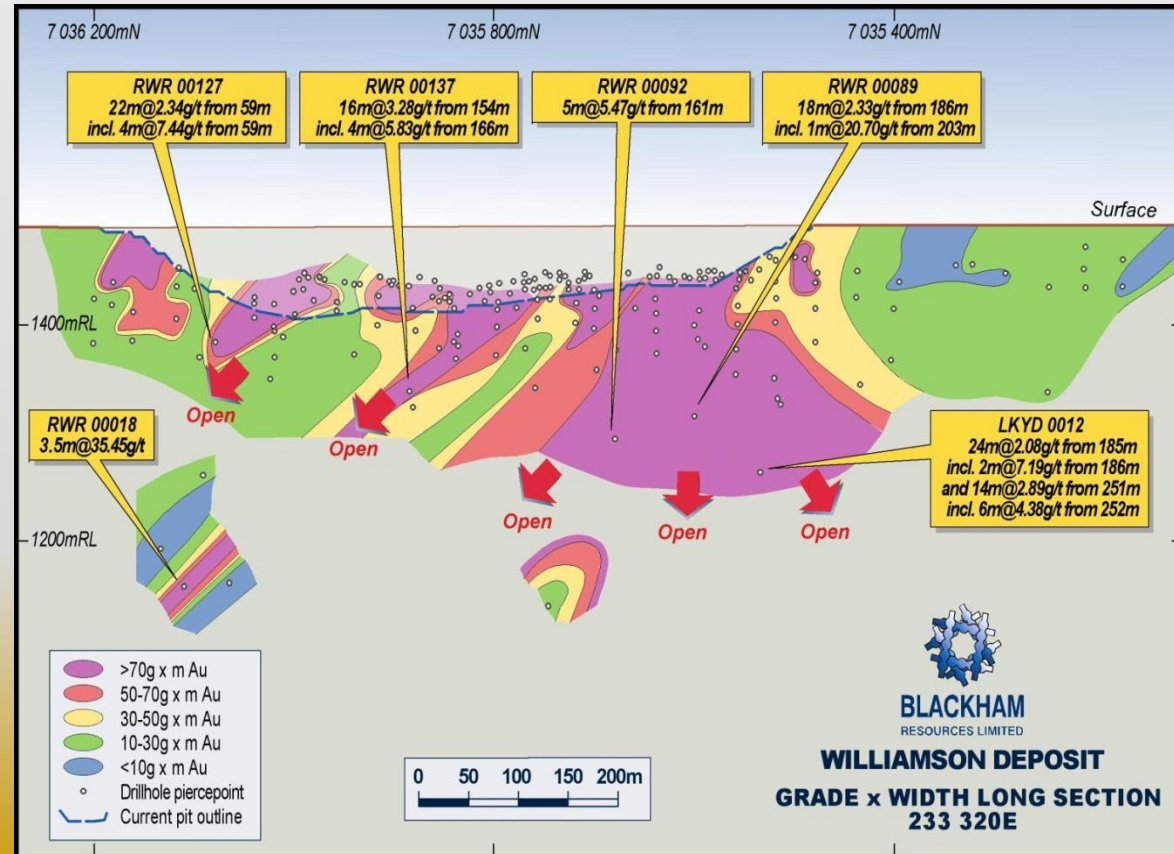 7 036 200mN
7 035 800mN
7 035 400mN
RWR 00127
22m@2.34g/t from 59m
incl. 4m@7.44g/t from 59m
RWR 00137
16m@3.28g/t from 154m
incl. 4m@5.83g/t from 166m
RWR 00092
5m@5.47g/t from 161m
RWR 00089
18m@2.33g/t from 186m
incl. 1m@20.70g/t from 203m
Surface
1400mRL
Open
Open
RWR 00018
3.5m@35.45g/t
LKYD 0012
24m@2.08g/t from 185m
incl. 2m@7.19g/t from 186m
and 14m@2.89g/t from 251m
incl. 6m@4.38g/t from 252m
Open
Open
Open
1200mRL
>70g x m Au
50-70g x m Au
30-50g x m Au
10-30g x m Au
<10g x m Au
Drillhole piercepoint
Current pit outline
0 50 100 150 200m
BLACKHAM
RESOURCES LIMITED
WILLIAMSON DEPOSIT
GRADE x WIDTH LONG SECTION
233 320E